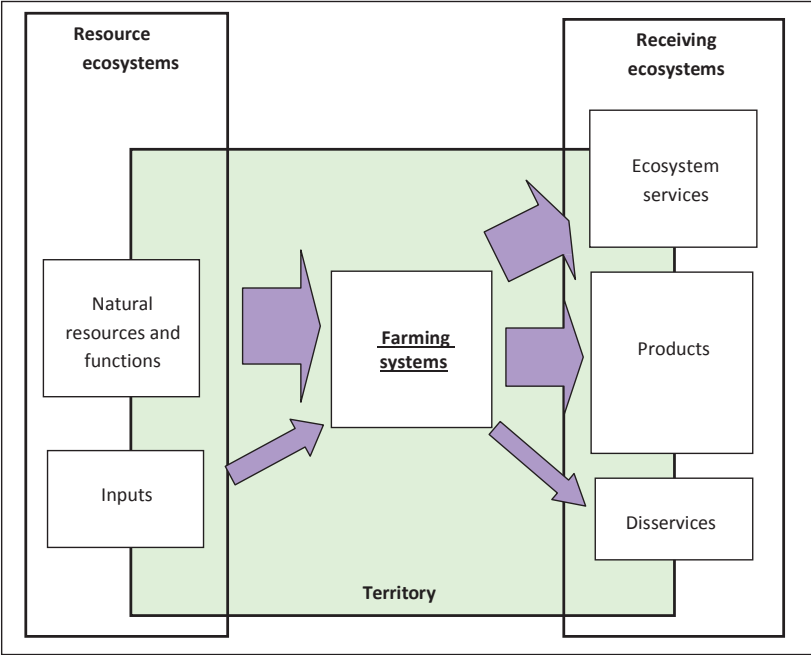 Resource
ecosystems
Receiving
ecosystems
Ecosystem
services
Natural
resources and
functions
Farming
systems
Products
Inputs
Disservices
Territory